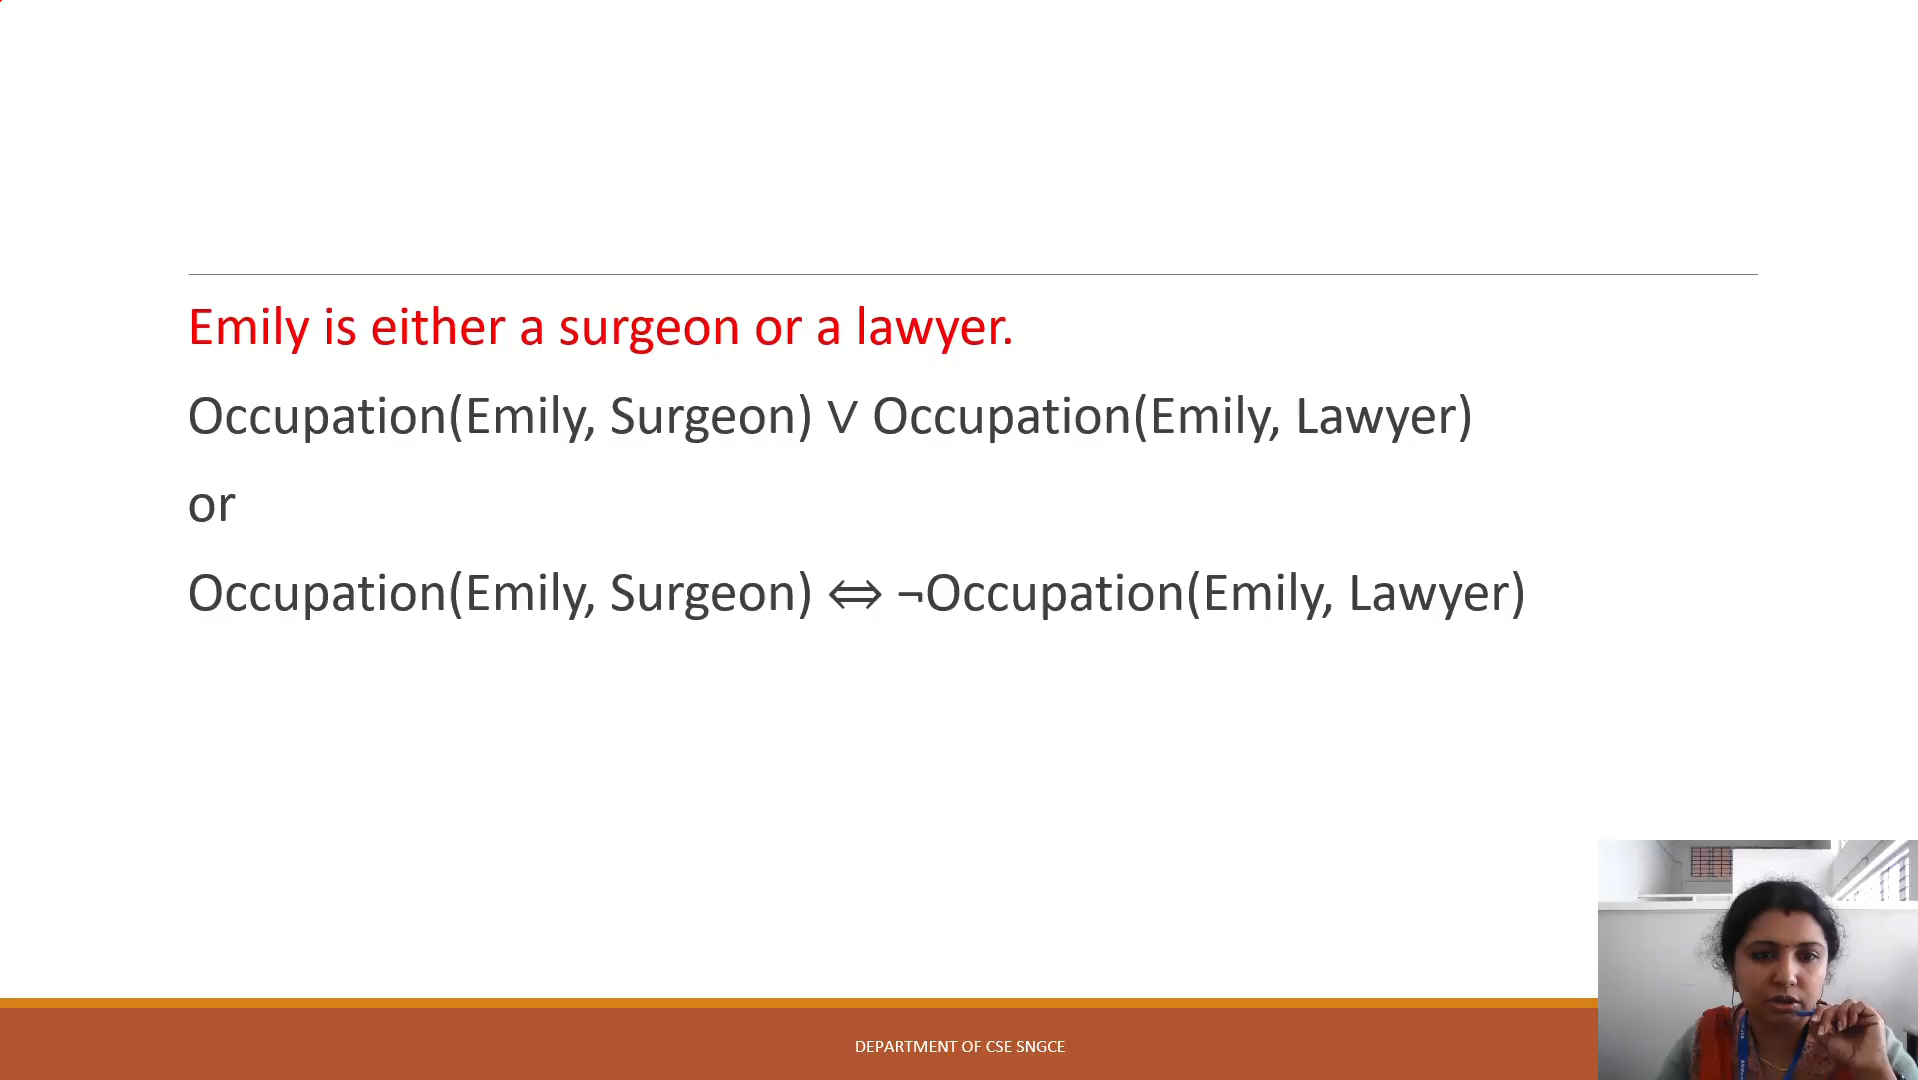 Emily is either a surgeon or a lawyer.
Occupation(Emily, Surgeon) ∨ Occupation(Emily, Lawyer)
or
Occupation(Emily, Surgeon) ⇔ ¬Occupation(Emily, Lawyer)
DEPARTMENT OF CSE SNGCE